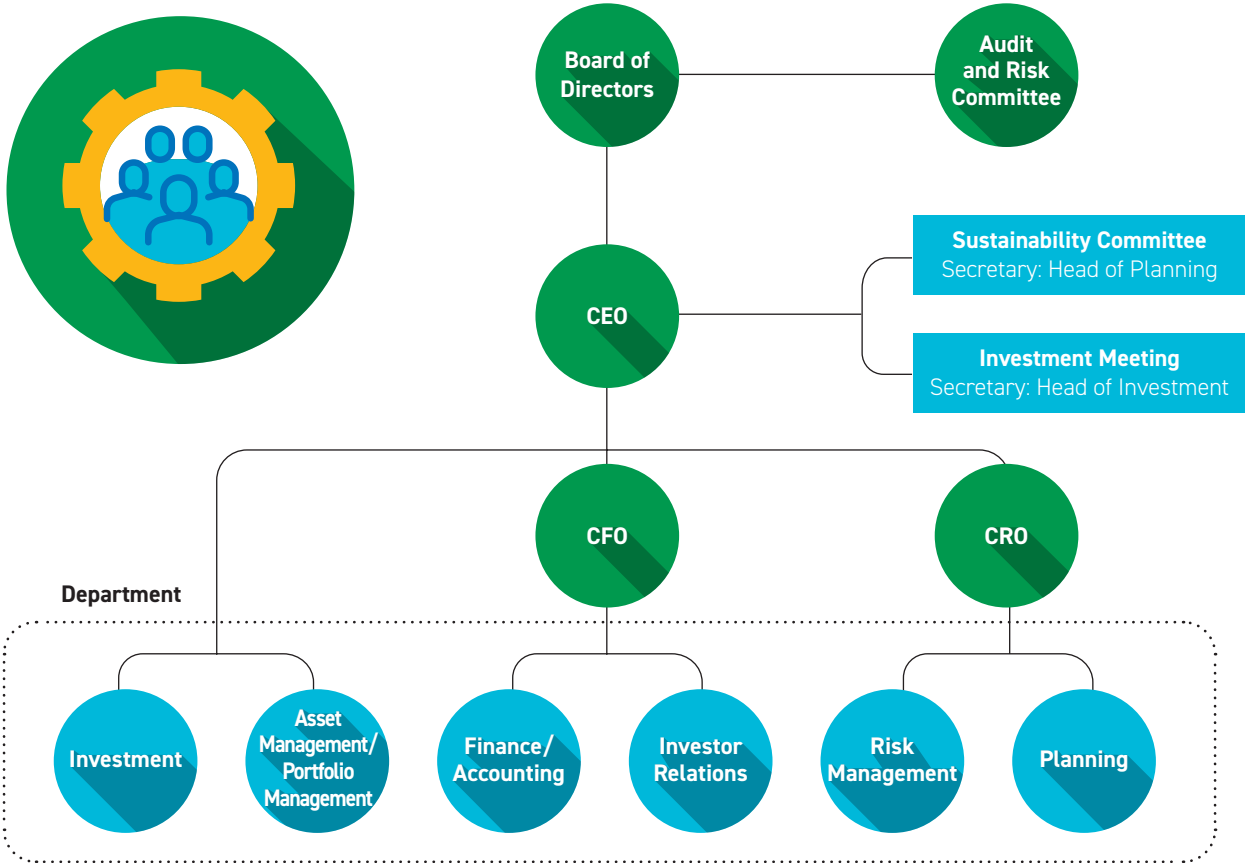 Board of
Directors
Audit
and Risk
Committee
Sustainability Committee
Secretary: Head of Planning
CEO
Investment Meeting
Secretary: Head of Investment
CFO
CRO
Department
Investment
Asset
Management/
Portfolio
Management
Finance/
Accounting
Investor
Relations
Risk
Management
Planning